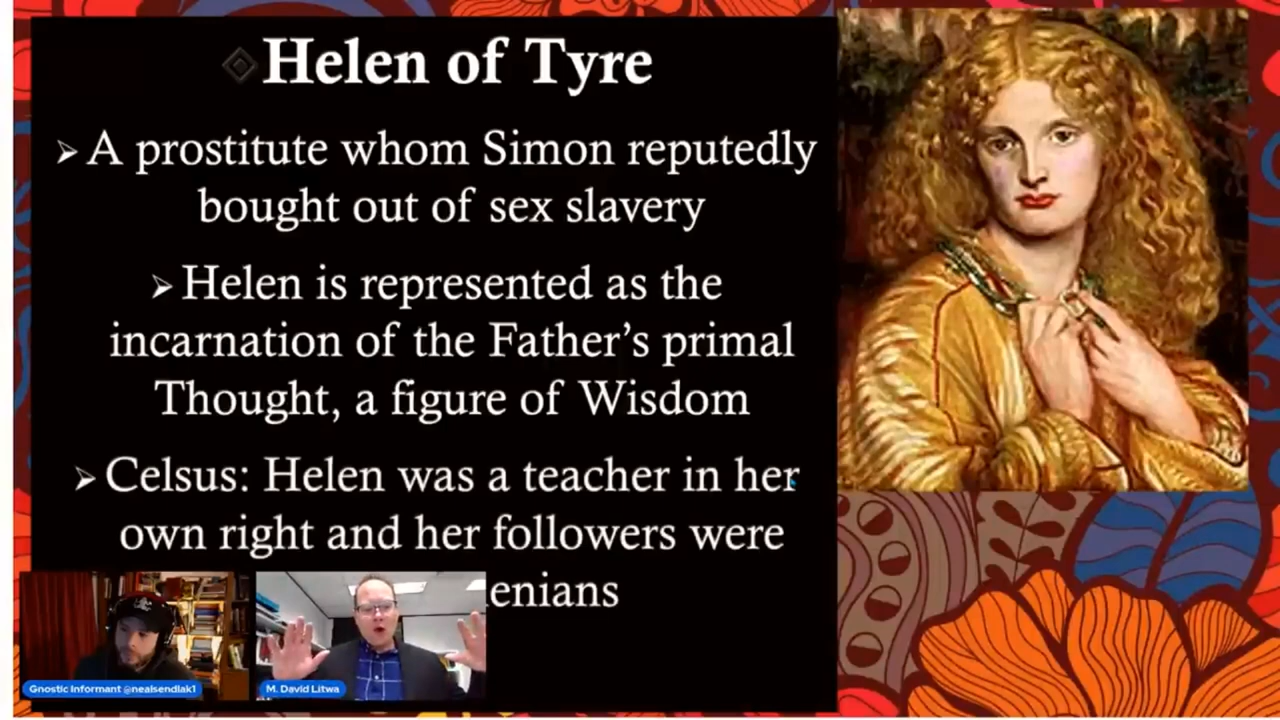 Helen of Tyre
A prostitute whom Simon reputedly
bought out of sex slavery
Helen is represented as the
incarnation of the Father’s primal
Thought, a figure of Wisdom
Celsus: Helen was a teacher in her
own right and her followers were
enians
Gnostic Informant @nealsendlak1
M. David Litwa